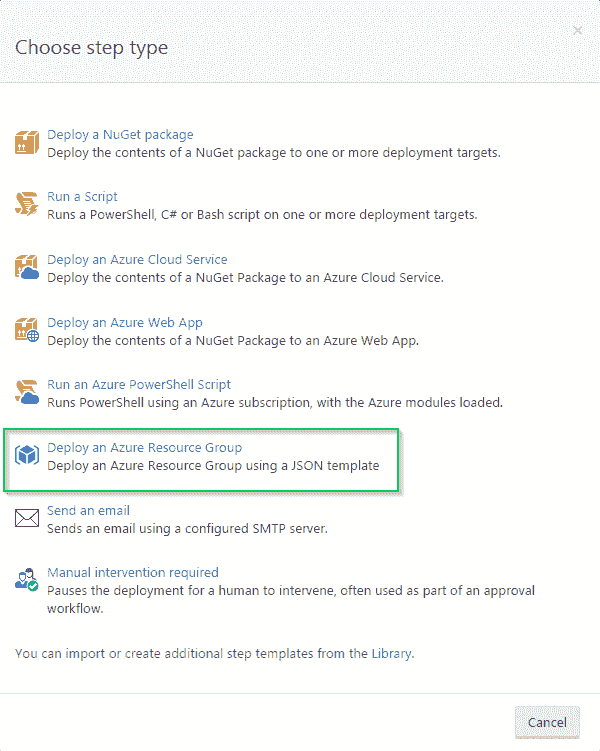 Choose step type
Deploy a NuGet package
Deploy the contents of a NuGet package to one or more deployment targets.
Run a Script
Runs a PowerShell, C# or Bash script on one or more deployment targets.
Deploy an Azure Cloud Service
Deploy the contents of a NuGet Package to an Azure Cloud Service.
Deploy an Azure Web App
Deploy the contents of a NuGet Package to an Azure Web App.
Run an Azure PowerShell Script
Runs PowerShell using an Azure subscription, with the Azure modules loaded.
Deploy an Azure Resource Group
Deploy an Azure Resource Group using a JSON template
Send an email
Sends an email using a configured SMTP server.
Manual intervention required
Pauses the deployment for a human to intervene, often used as part of an approval
workflow.
You can import or create additional step templates from the Library.
Cancel